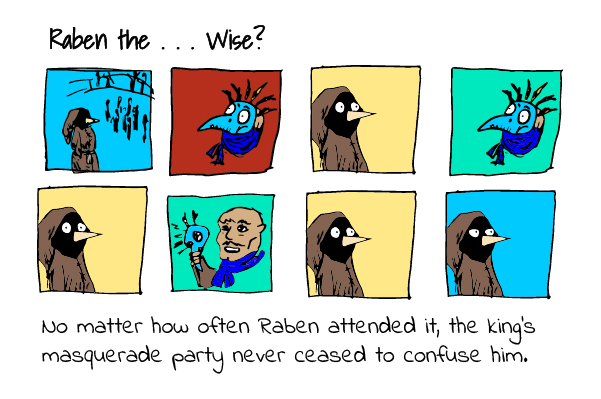 Raben the . . . Wise?
No matter how often Raben attended it, the king's
masquerade party never ceased to confuse him.